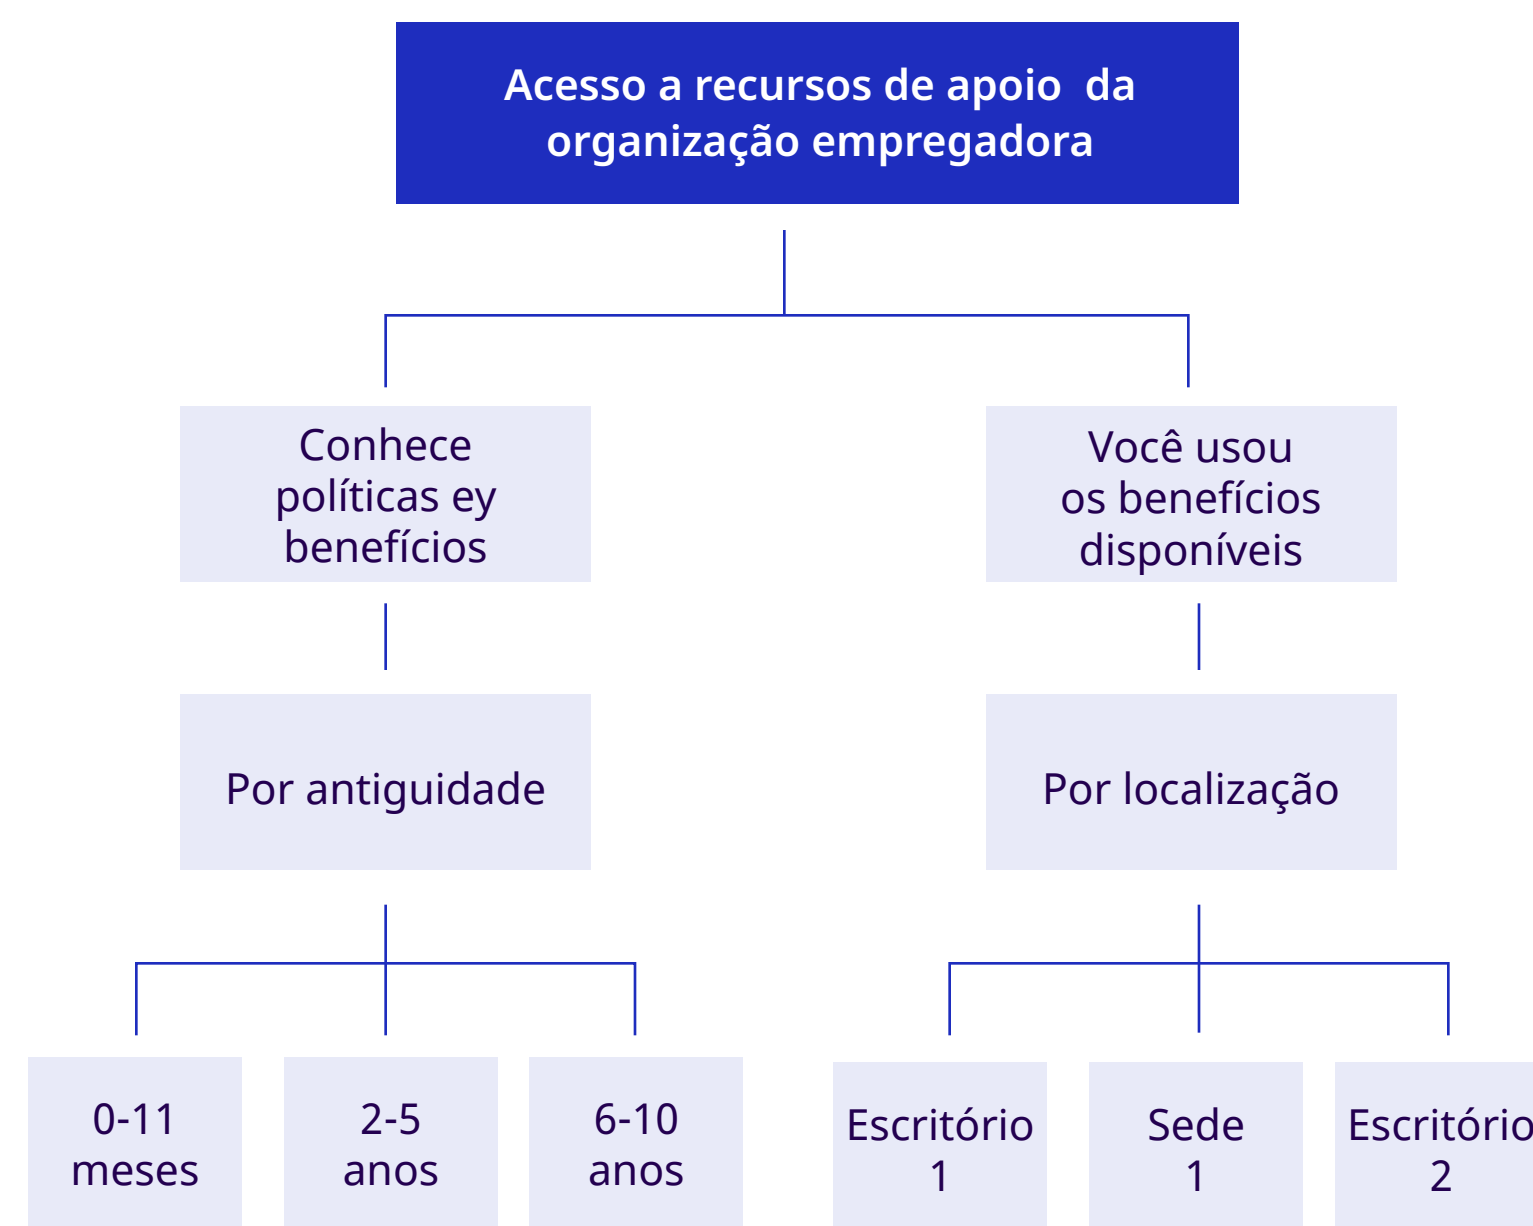 Acesso a recursos de apoio  da
organização empregadora
Conhece
políticas ey
benefícios
Você usou
os benefícios
disponíveis
Por antiguidade
Por localização
0-11
meses
2-5
anos
6-10
anos
Escritório
1
Sede
1
Escritório
2